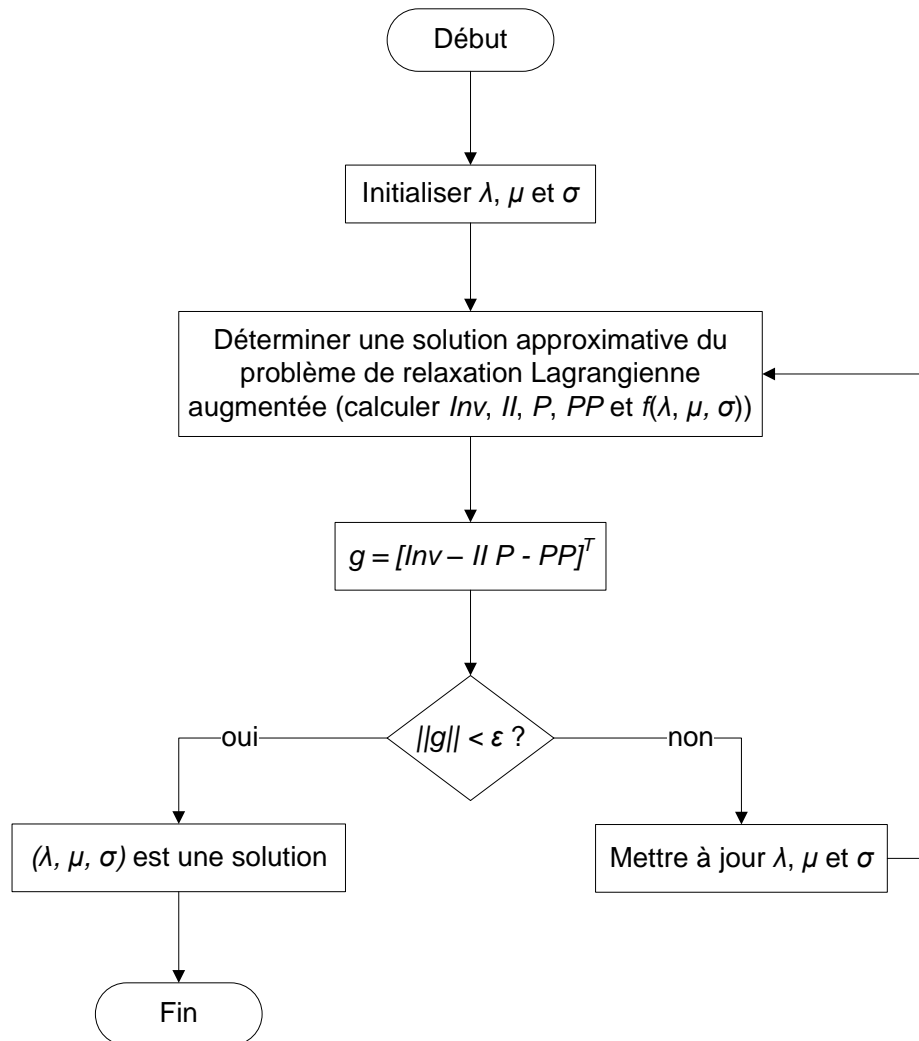 Début
Initialiser λ, μ et σ
Déterminer une solution approximative du
problème de relaxation Lagrangienne
augmentée (calculer Inv, II, P, PP et f(λ, μ, σ))
g = [Inv – II P - PP]^T
||g|| < ε ?
oui
non
(λ, μ, σ) est une solution
Mettre à jour λ, μ et σ
Fin